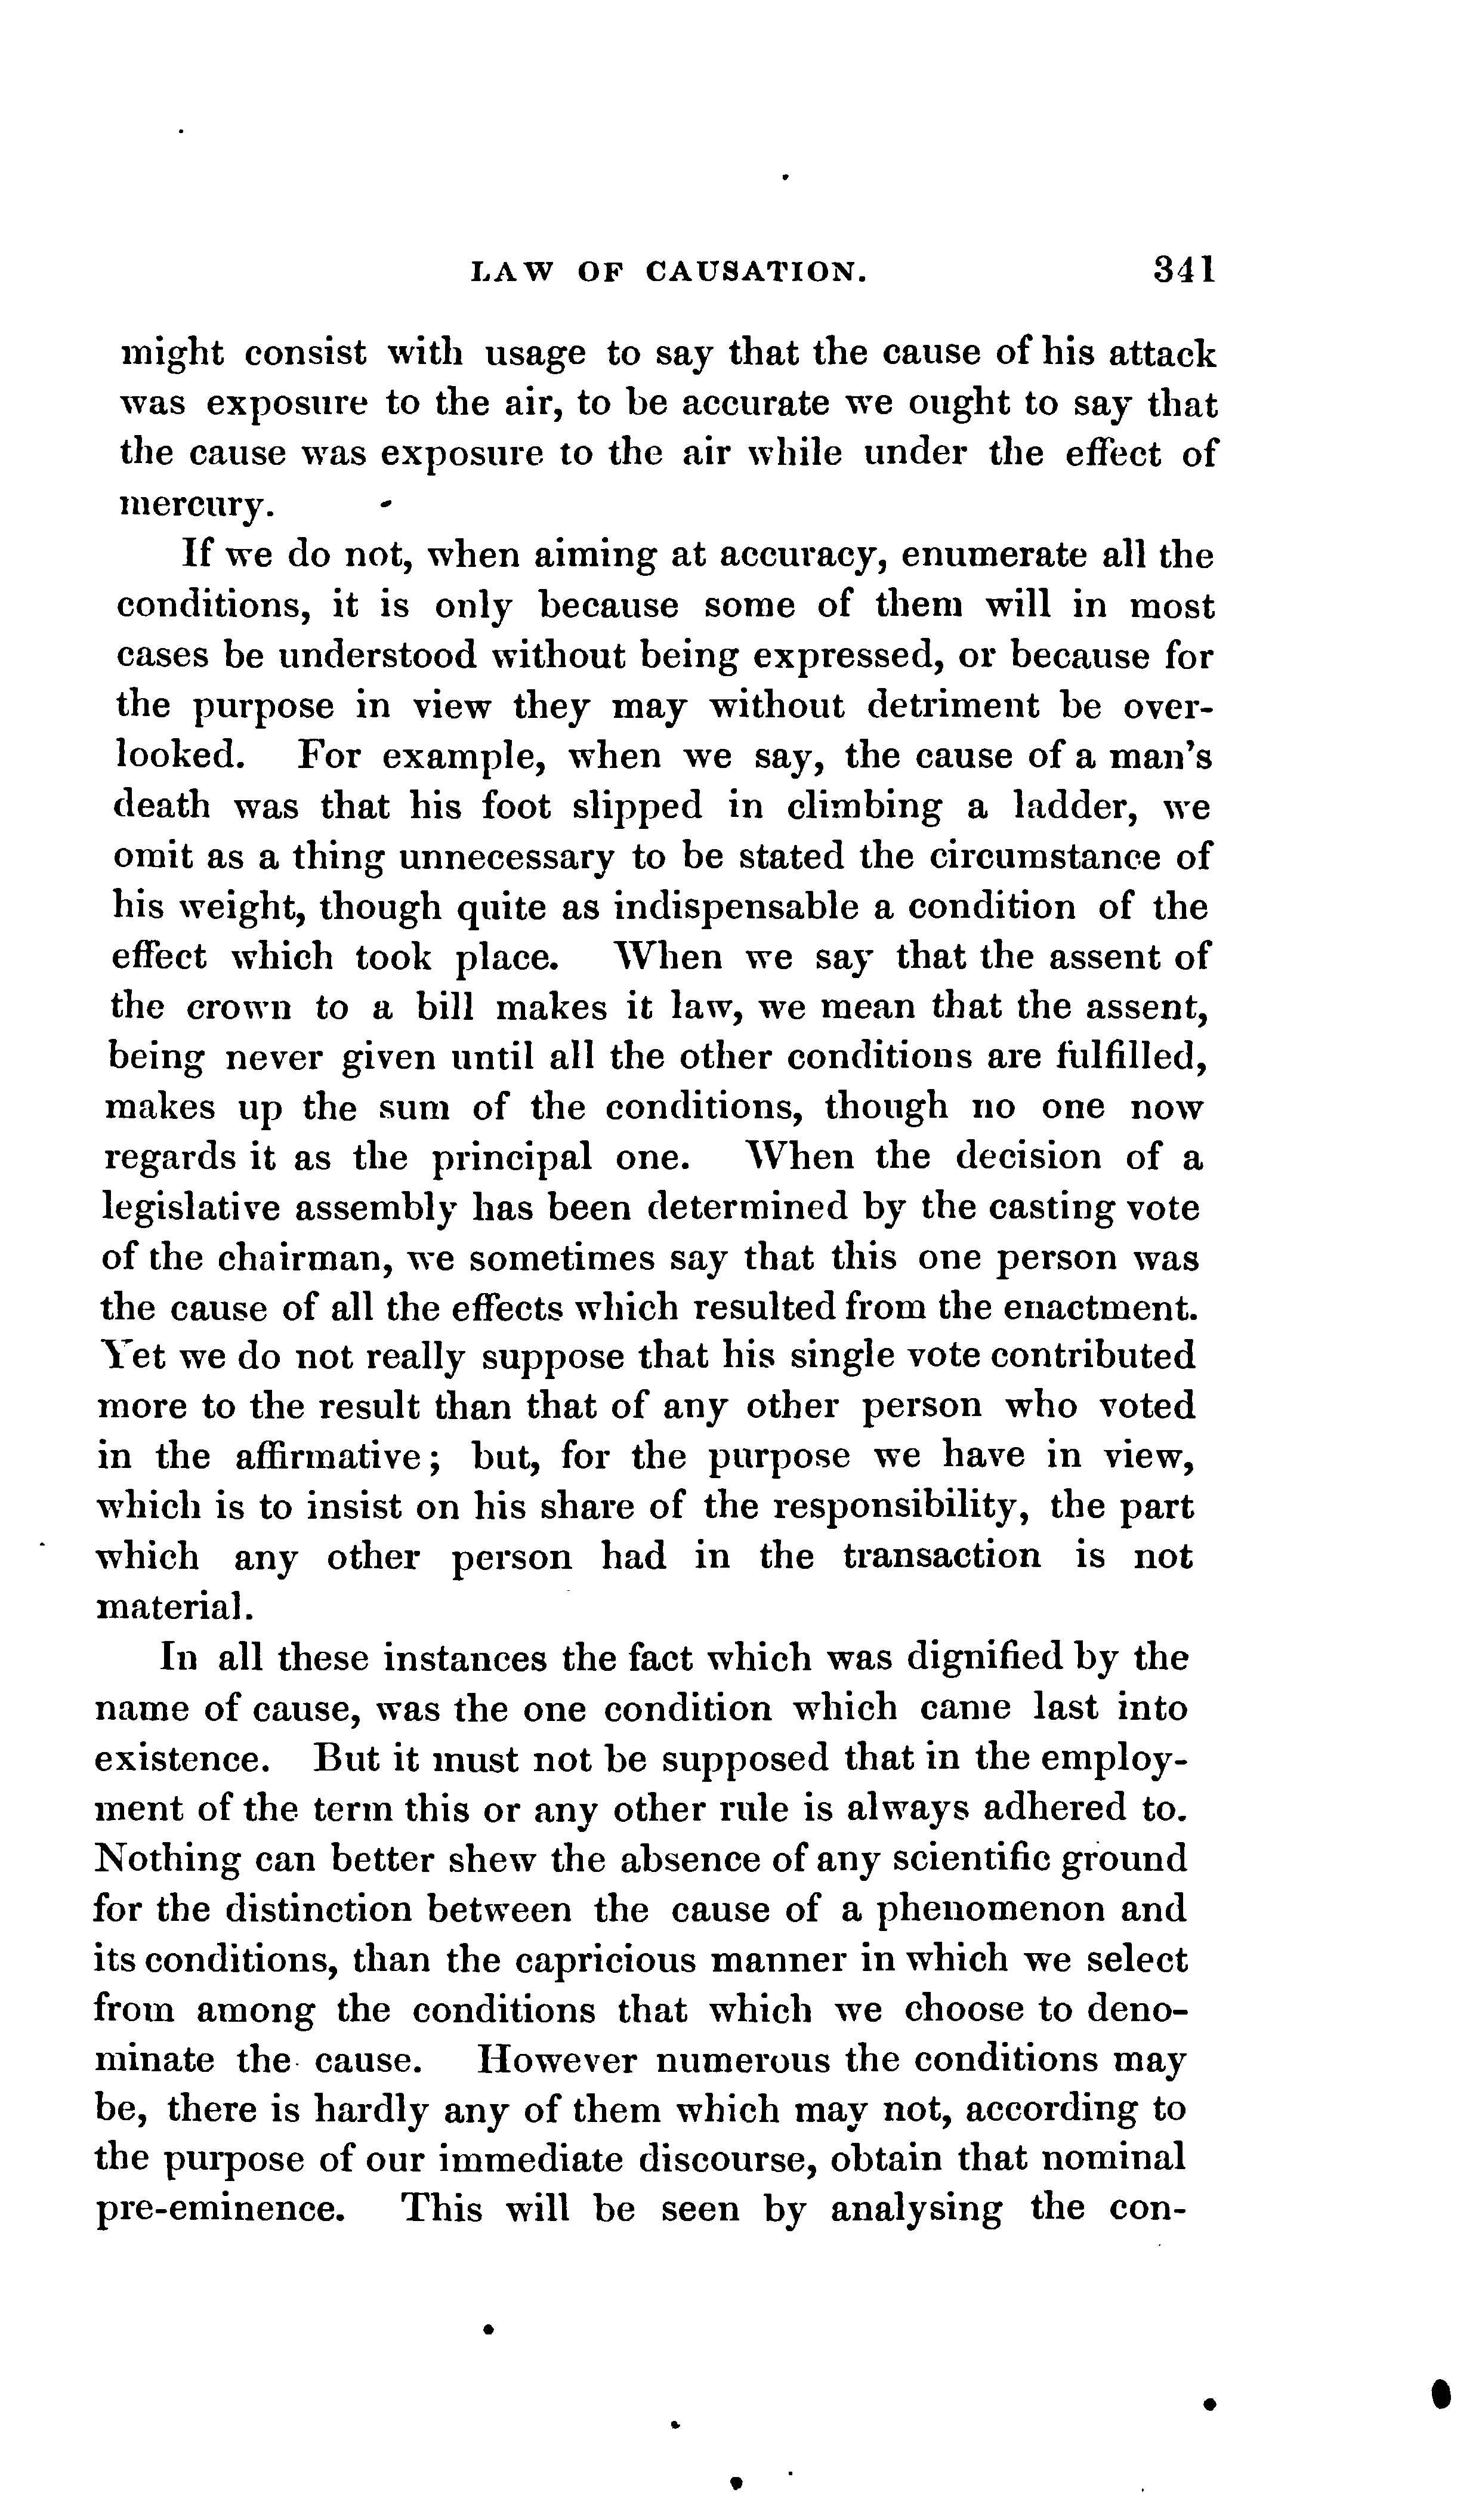 LAW OF CAUSATION. 341
might consist with usage to say that the cause of his attack
was exposure to the air, to be accurate we ought to say that
the cause was exposure to the air while under the effect of
mercury.
If we do not, when aiming at accuracy, enumerate all the
conditions, it is only because some of them will in most
cases be understood without being expressed, or because for
the purpose in view they may without detriment be over-
looked. For example, when we say, the cause of a man's
death was that his foot slipped in climbing a ladder, we
omit as a thing unnecessary to be stated the circumstance of
his weight, though quite as indispensable a condition of the
effect which took place. When we say that the assent of
the crown to a bill makes it law, we mean that the assent,
being never given until all the other conditions are fulfilled,
makes up the sum of the conditions, though no one now
regards it as the principal one. When the decision of a
legislative assembly has been determined by the casting vote
of the chairman, we sometimes say that this one person was
the cause of all the effects which resulted from the enactment.
Yet we do not really suppose that his single vote contributed
more to the result than that of any other person who voted
in the affirmative; but, for the purpose we have in view,
which is to insist on his share of the responsibility, the part
which any other person had in the transaction is not
material.
In all these instances the fact which was dignified by the
name of cause, was the one condition which came last into
existence. But it must not be supposed that in the employ-
ment of the term this or any other rule is always adhered to.
Nothing can better shew the absence of any scientific ground
for the distinction between the cause of a phenomenon and
its conditions, than the capricious manner in which we select
from among the conditions that which we choose to deno-
minate the cause. However numerous the conditions may
be, there is hardly any of them which may not, according to
the purpose of our immediate discourse, obtain that nominal
pre-eminence. This will be seen by analysing the con-